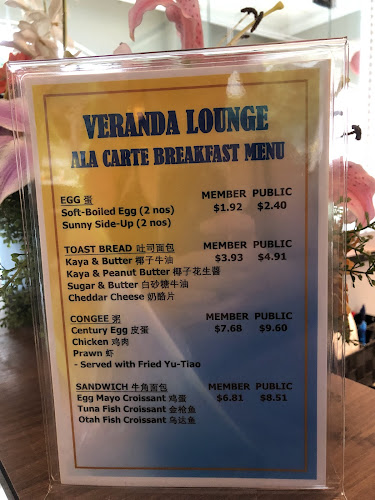 VERANDA LOUNGE
ALA CARTE BREAKFAST MENU
EGG 蛋 MEMBER PUBLIC
Soft-Boiled Egg (2 nos) $1.92 $2.40
Sunny Side-Up (2 nos)
TOAST BREAD 吐司面包 MEMBER PUBLIC
Kaya & Butter 椰子牛油 $3.93 $4.91
Kaya & Peanut Butter 椰子花生醬
Sugar & Butter 白砂糖牛油
Cheddar Cheese 奶酪片
CONGEE 粥 MEMBER PUBLIC
Century Egg 皮蛋 $7.68 $9.60
Chicken 鸡肉
Prawn 虾
- Served with Fried Yu-Tiao
SANDWICH 牛角面包 MEMBER PUBLIC
Egg Mayo Croissant 鸡蛋 $6.81 $8.51
Tuna Fish Croissant 金枪鱼
Otah Fish Croissant 乌达鱼